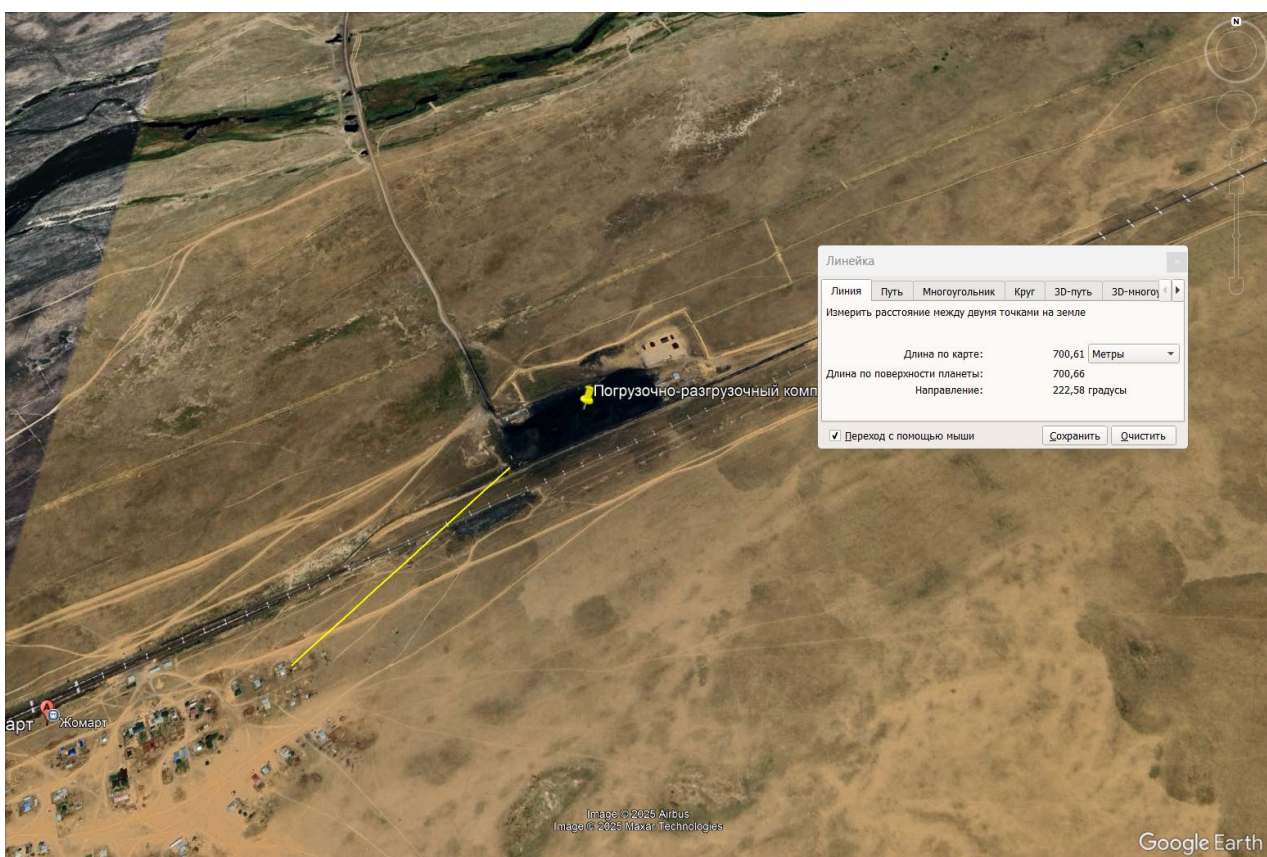 N
Линейка
Линия Путь Многоугольник Круг 3D-путь 3D-многоу
Измерить расстояние между двумя точками на земле
Длина по карте: 700,61 Метры
Длина по поверхности планеты: 700,66
Направление: 222,58 градусы
Переход с помощью мыши Сохранить Очистить
Погрузочно-разгрузочный комп
A
арт Жомарт
Image © 2025 Airbus
Image © 2025 Maxar Technologies
Google Earth